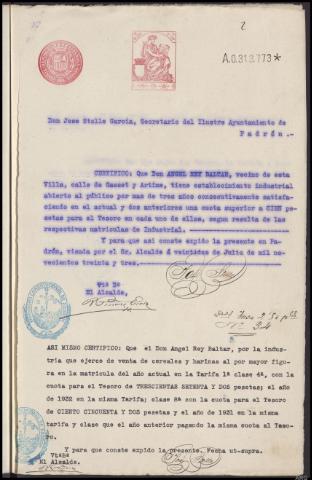 2
A.0.313.773*
Don Jose Stolle Garcia, Secretario del Ilustre Ayuntamiento de
Padrón.-
CERTIFICO: Que Don ANGEL REY BALTAR, vecino de esta
Villa, calle de Gasset y Artime, tiene establecimiento industrial
abierto al público por mas de tres años consecutivamente satisfa-
ciendo en el actual y dos anteriores una cuota superior a CIEN pe-
setas para el Tesoro en cada uno de ellos, segun resulta de las
respectivas matriculas de Industrial.-
Y para que asi conste expido la presente en Pa-
drón, visada por el Sr. Alcalde á veintidos de Julio de mil no-
vecientos treinta y tres.-
Vtº Bº
El Alcalde,
ASI MISMO CERTIFICO: Que el Don Angel Rey Baltar, por la indus-
tria que ejerce de venta de cereales y harinas al por mayor figu-
ra en la matricula del año actual en la Tarifa 1ª clase 4ª, con la
cuota para el Tesoro de TRESCIENTAS SETENTA Y DOS pesetas; el año
de 1932 en la misma Tarifa; clase 8ª con la cuota para el Tesoro
de CIENTO CINCUENTA Y DOS pesetas y el año de 1931 en la misma
tarifa y clase que el año anterior pagando la misma cuota al Teso-
ro.
Y para que conste expido la presente. Fecha ut-supra.
El Alcalde.